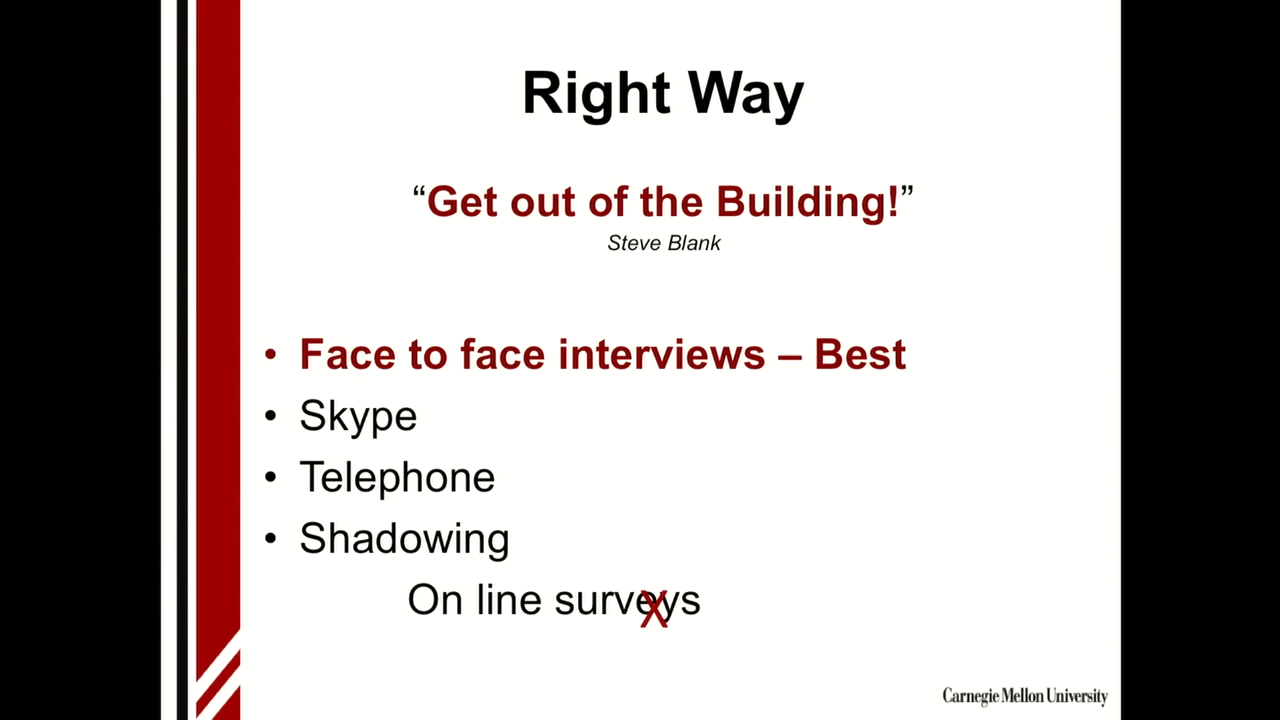 Right Way
“Get out of the Building!”
Steve Blank
• Face to face interviews – Best
• Skype
• Telephone
• Shadowing
On line surveys
X
Carnegie Mellon University